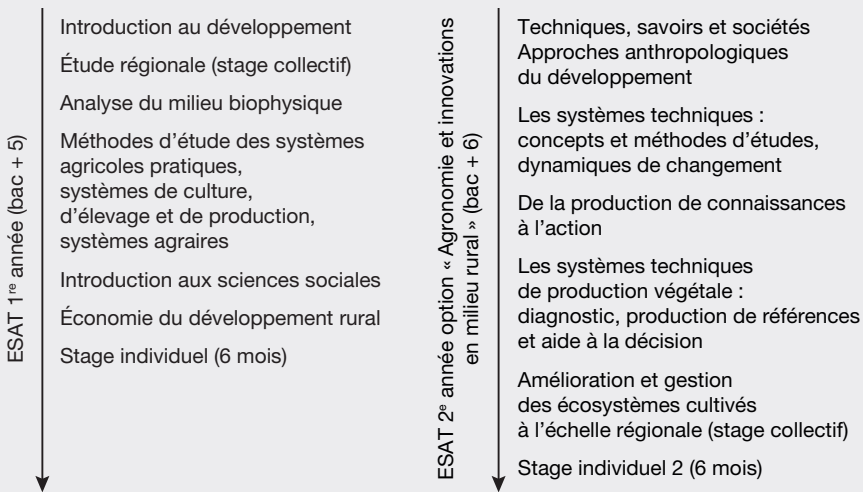 ESAT 1re année (bac + 5)
Introduction au développement
Étude régionale (stage collectif)
Analyse du milieu biophysique
Méthodes d'étude des systèmes
agricoles pratiques,
systèmes de culture,
d'élevage et de production,
systèmes agraires
Introduction aux sciences sociales
Économie du développement rural
Stage individuel (6 mois)
ESAT 2e année option « Agronomie et innovations
en milieu rural » (bac + 6)
Techniques, savoirs et sociétés
Approches anthropologiques
du développement
Les systèmes techniques :
concepts et méthodes d'études,
dynamiques de changement
De la production de connaissances
à l'action
Les systèmes techniques
de production végétale :
diagnostic, production de références
et aide à la décision
Amélioration et gestion
des écosystèmes cultivés
à l'échelle régionale (stage collectif)
Stage individuel 2 (6 mois)